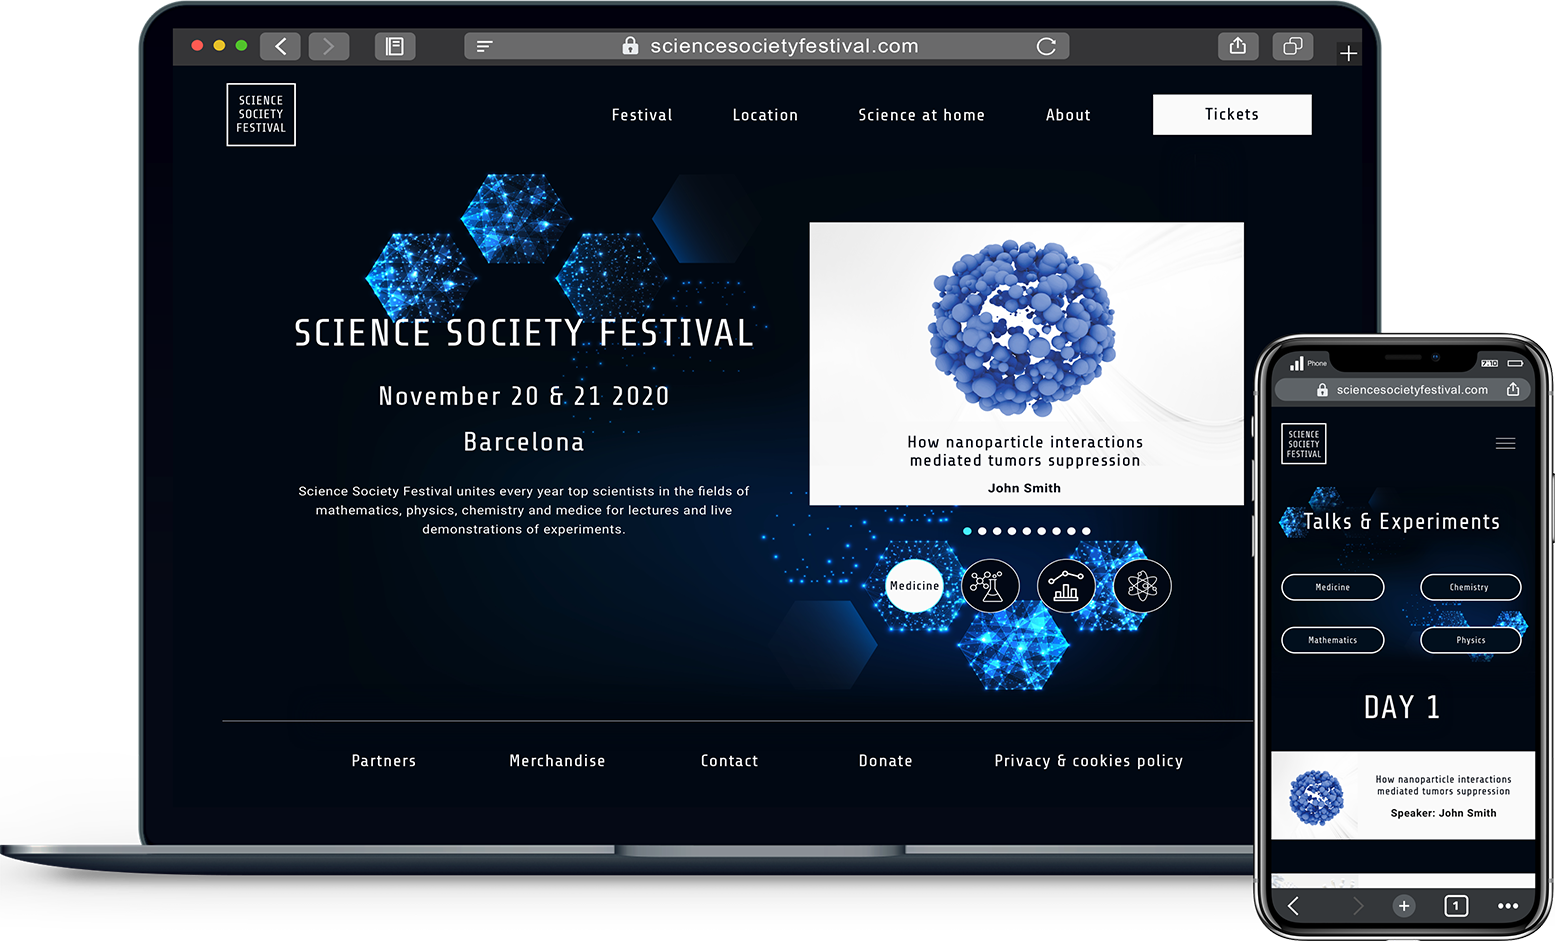 sciencesocietyfestival.com
SCIENCE
SOCIETY
FESTIVAL
Festival
Location
Science at home
About
Tickets
SCIENCE SOCIETY FESTIVAL
November 20 & 21 2020
Barcelona
Science Society Festival unites every year top scientists in the fields of
mathematics, physics, chemistry and medice for lectures and live
demonstrations of experiments.
How nanoparticle interactions
mediated tumors suppression
John Smith
Medicine
Partners
Merchandise
Contact
Donate
Privacy & cookies policy
Phone
sciencesocietyfestival.com
SCIENCE
SOCIETY
FESTIVAL
Talks & Experiments
Medicine
Chemistry
Mathematics
Physics
DAY 1
How nanoparticle interactions
mediated tumors suppression
Speaker: John Smith
1